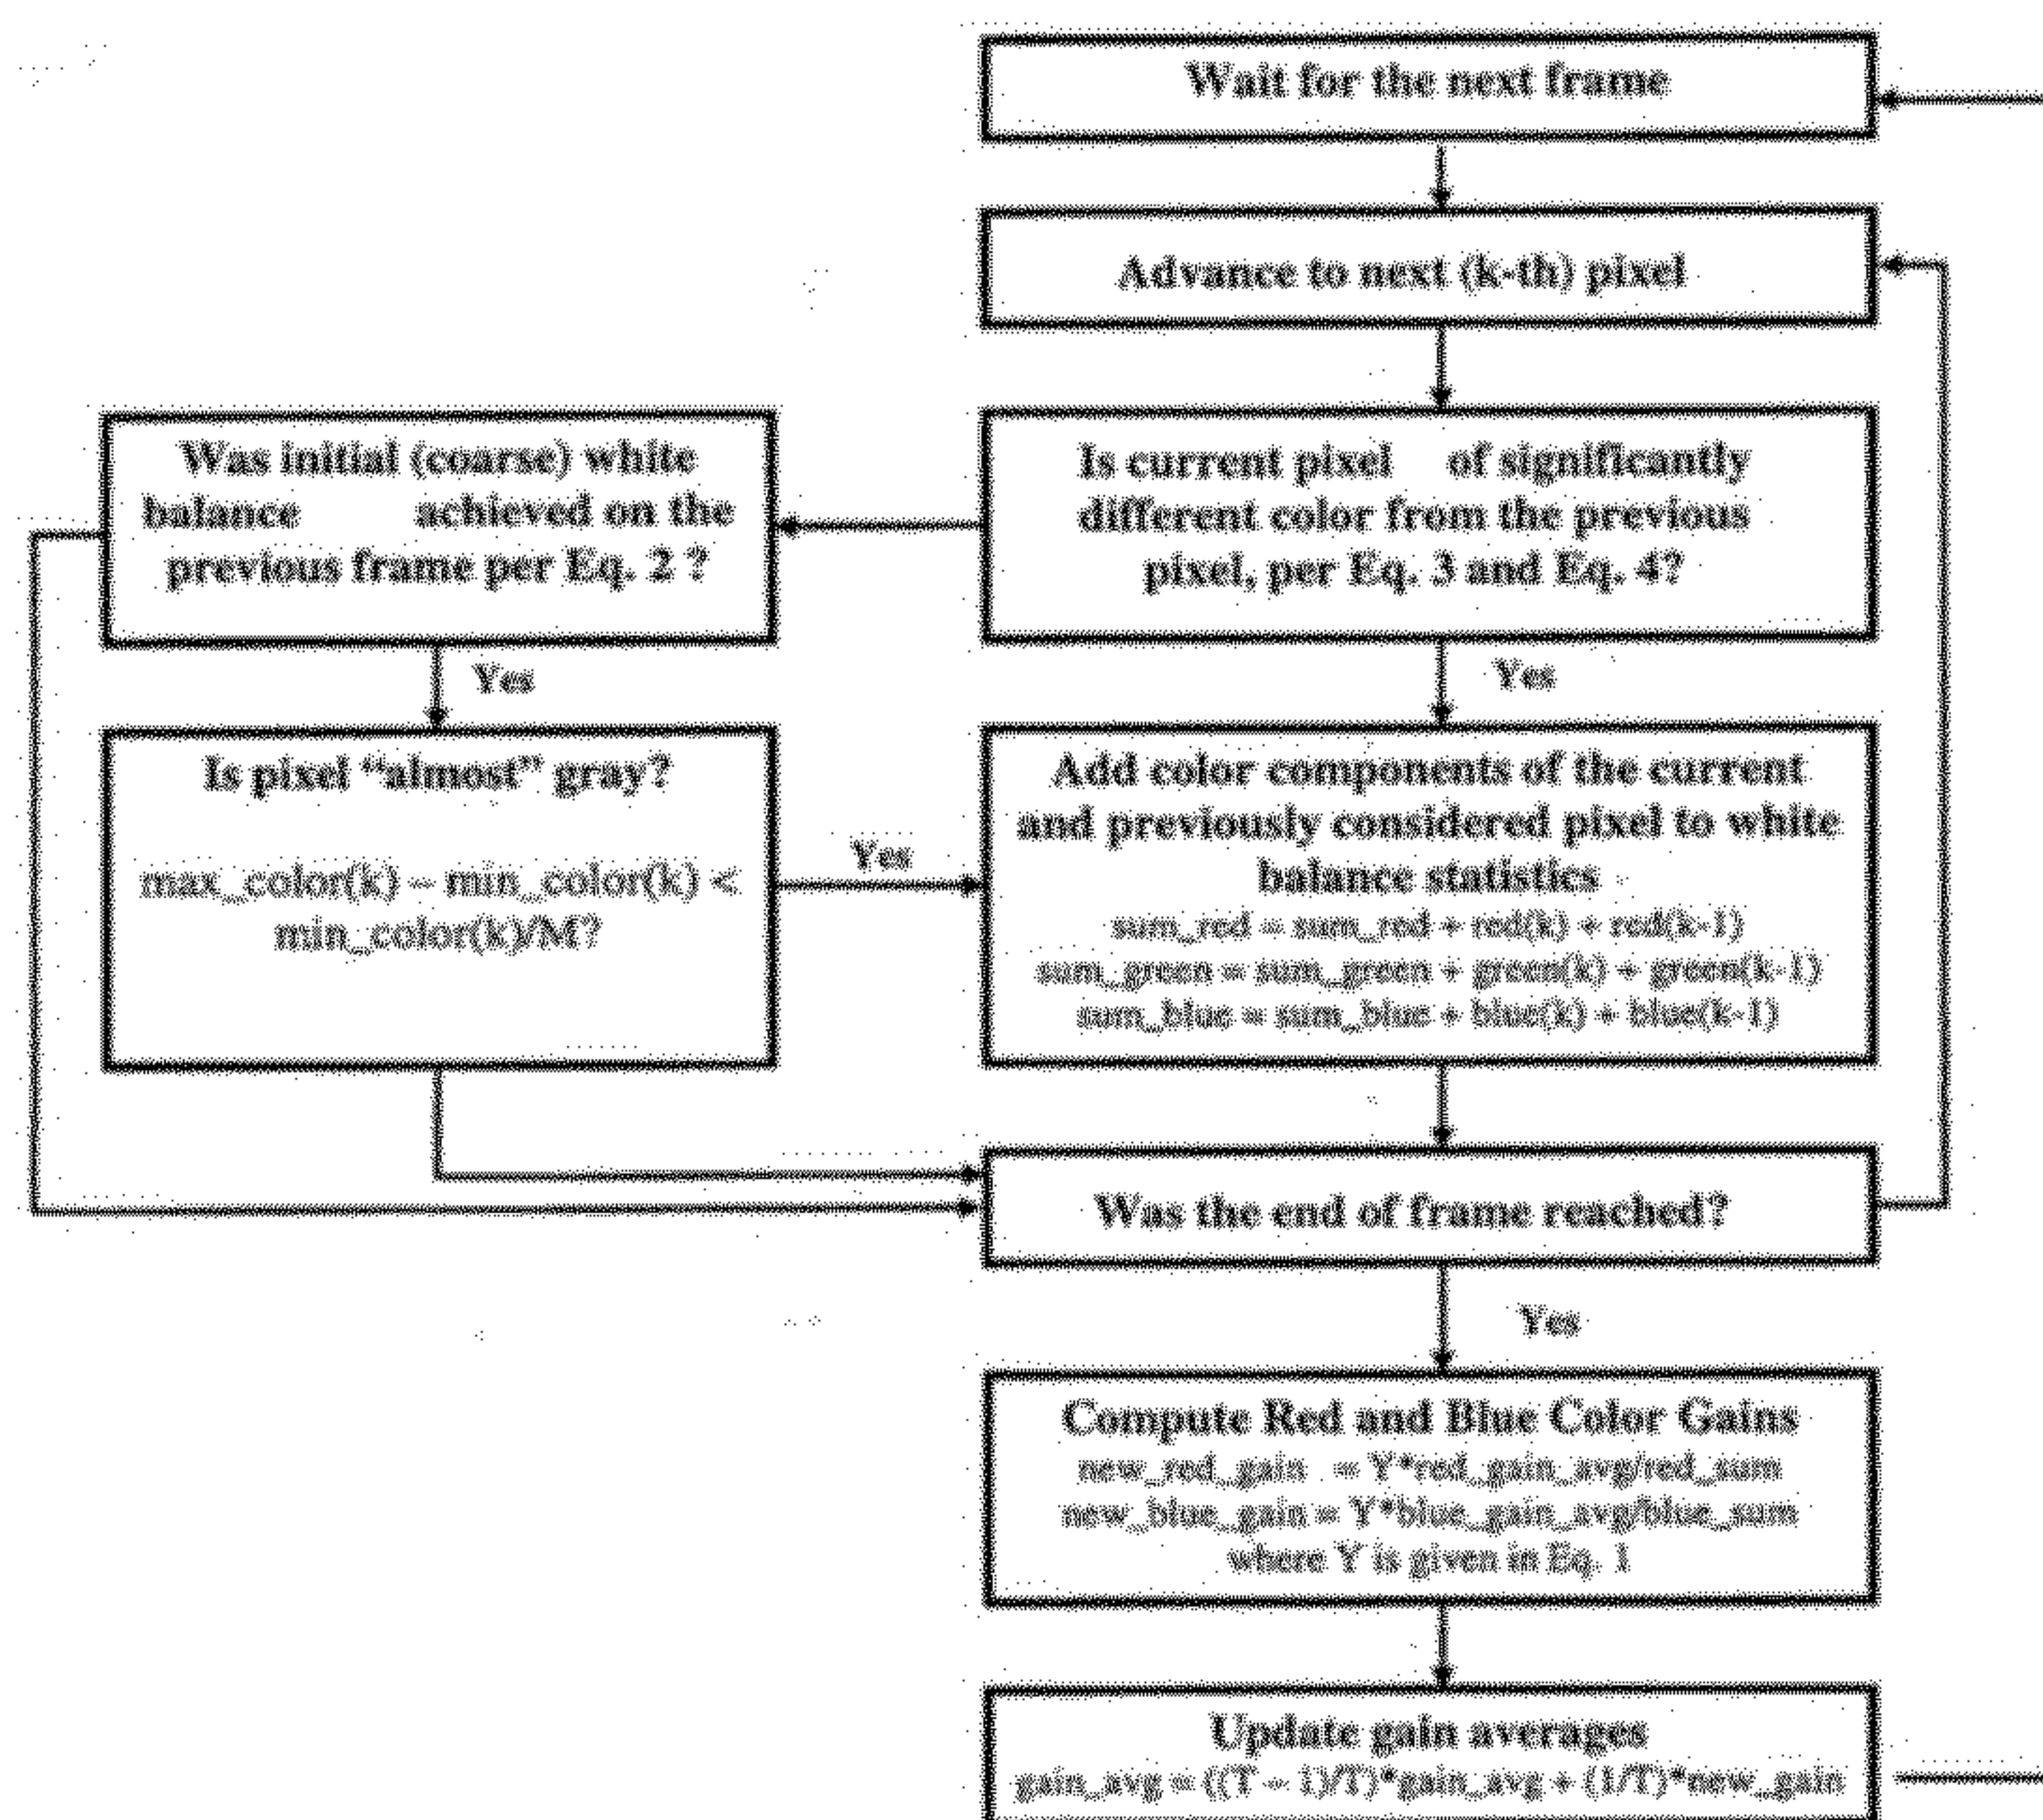 Wait for the next frame
Advance to next (k-th) pixel
Was initial (coarse) white
balance achieved on the
previous frame per Eq. 2 ?
Is current pixel of significantly
different color from the previous
pixel, per Eq. 3 and Eq. 4?
Yes
Yes
Is pixel “almost” gray?
max_color(k) – min_color(k) <
min_color(k)/M?
Yes
Add color components of the current
and previously considered pixel to white
balance statistics
sum_red = sum_red + red(k) + red(k-1)
sum_green = sum_green + green(k) + green(k-1)
sum_blue = sum_blue + blue(k) + blue(k-1)
Was the end of frame reached?
Yes
Compute Red and Blue Color Gains
new_red_gain = Y*red_gain_avg/red_sum
new_blue_gain = Y*blue_gain_avg/blue_sum
where Y is given in Eq. 1
Update gain averages
gain_avg = ((T – 1)/T)*gain_avg + (1/T)*new_gain